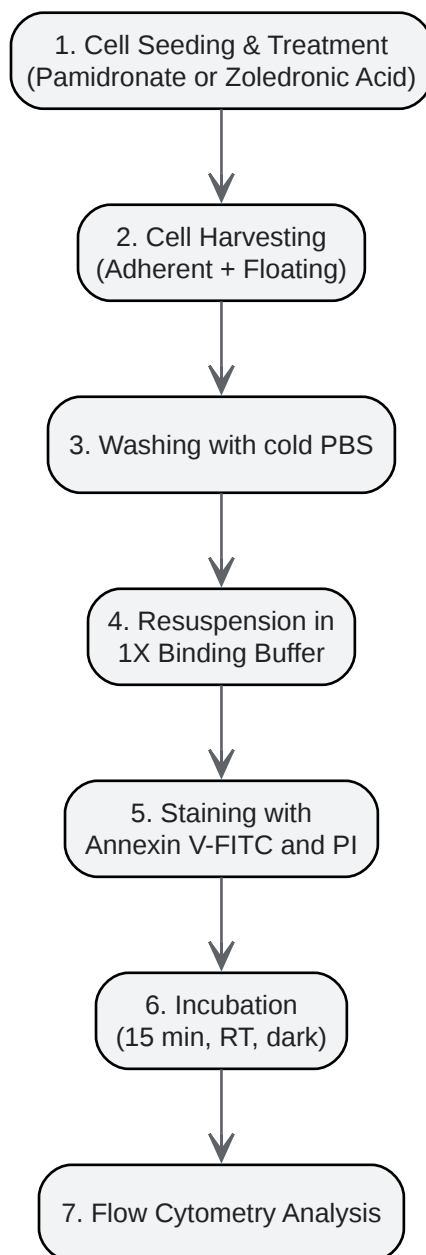 1. Cell Seeding & Treatment
(Pamidronate or Zoledronic Acid)
2. Cell Harvesting
(Adherent + Floating)
3. Washing with cold PBS
4. Resuspension in
1X Binding Buffer
5. Staining with
Annexin V-FITC and PI
6. Incubation
(15 min, RT, dark)
7. Flow Cytometry Analysis